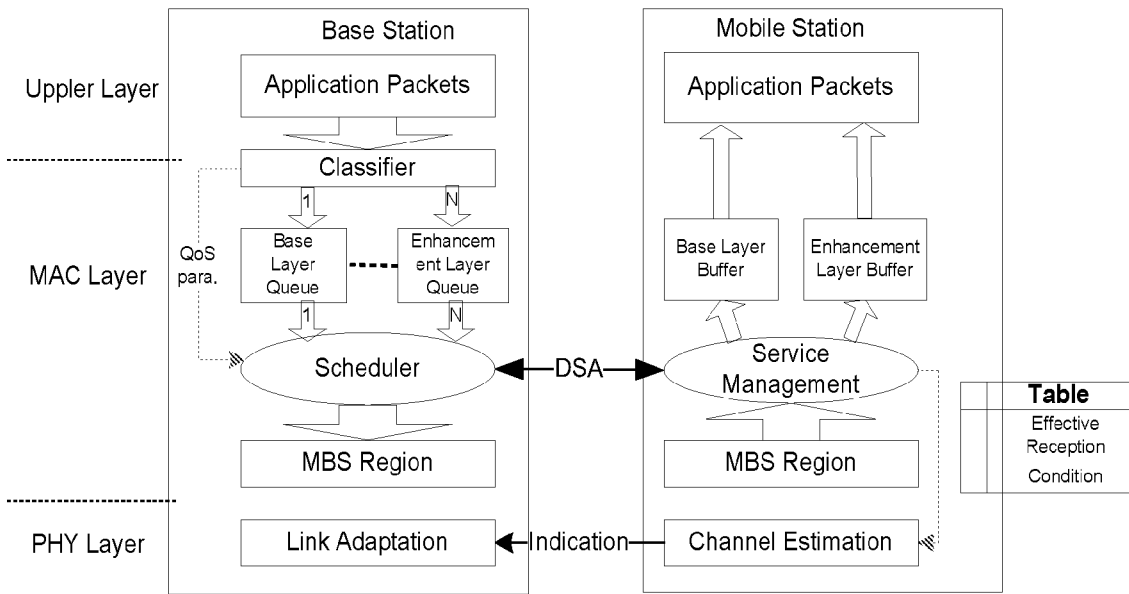 Base Station
Mobile Station
Uppler Layer
Application Packets
Application Packets
Classifier
1
N
QoS
para.
MAC Layer
Base
Layer
Queue
Enhancem
ent Layer
Queue
Base Layer
Buffer
Enhancement
Layer Buffer
1
N
Scheduler
DSA
Service
Management
Table
Effective
Reception
Condition
MBS Region
MBS Region
PHY Layer
Link Adaptation
Indication
Channel Estimation